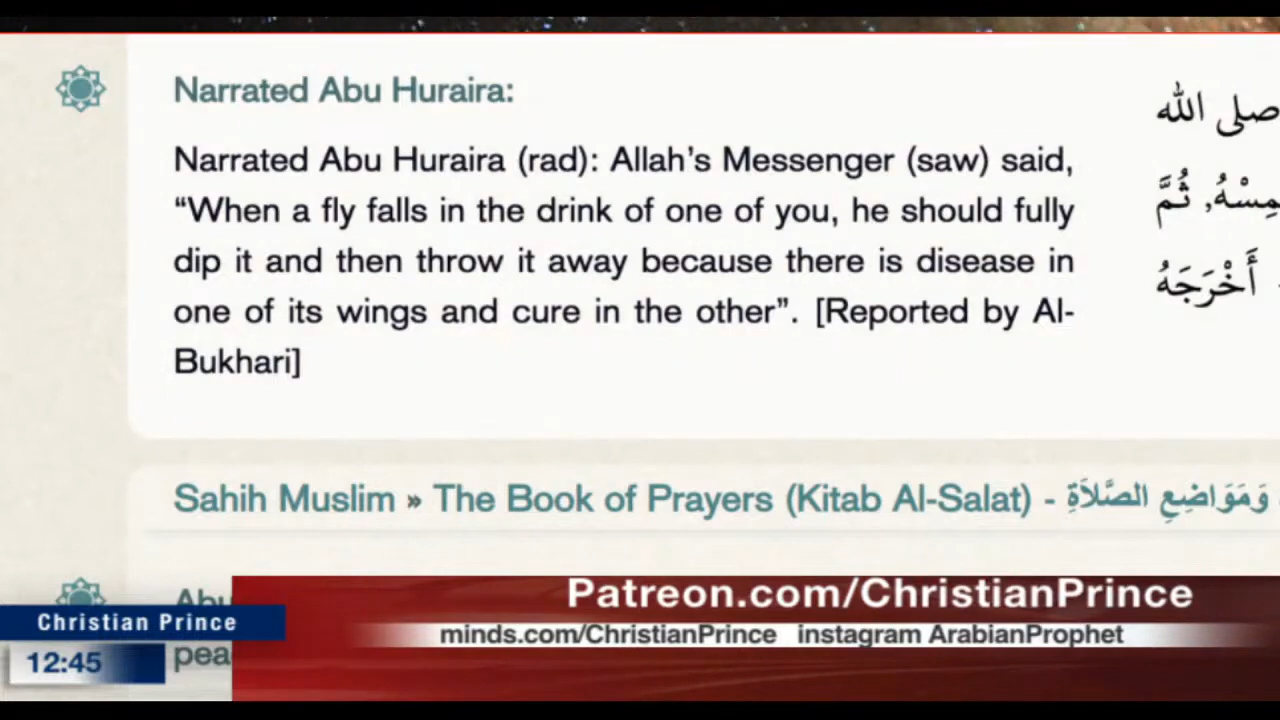 Narrated Abu Huraira:
صلى الله
Narrated Abu Huraira (rad): Allah’s Messenger (saw) said,
“When a fly falls in the drink of one of you, he should fully
ثُمَّ
dip it and then throw it away because there is disease in
أَخْرَجَهُ
one of its wings and cure in the other”. [Reported by Al-
Bukhari]
Sahih Muslim » The Book of Prayers (Kitab Al-Salat) - وَمَوَاضِعِ الصَّلاَةِ
Abu
pea
Patreon.com/ChristianPrince
Christian Prince
minds.com/ChristianPrince instagram ArabianProphet
12:45